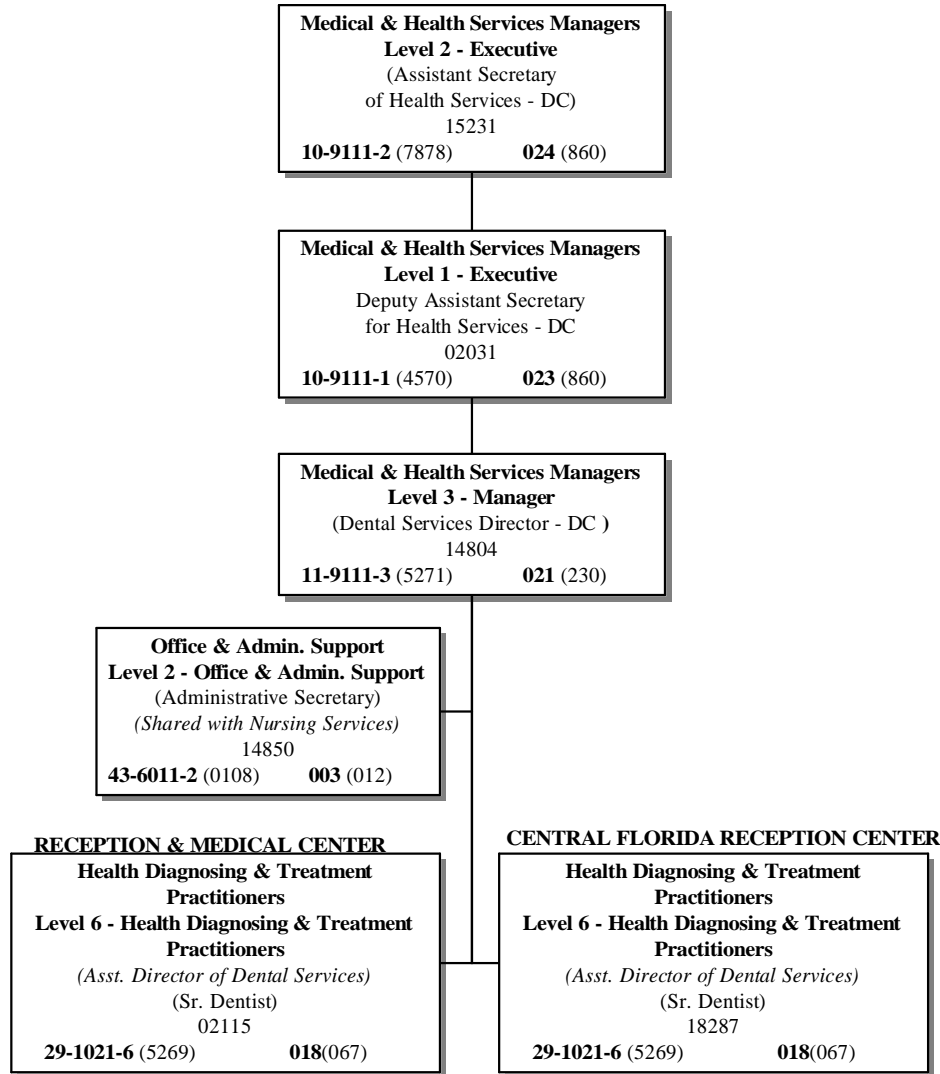 Medical & Health Services Managers
Level 2 - Executive
(Assistant Secretary
of Health Services - DC)
15231
10-9111-2 (7878) 024 (860)
Medical & Health Services Managers
Level 1 - Executive
Deputy Assistant Secretary
for Health Services - DC
02031
10-9111-1 (4570) 023 (860)
Medical & Health Services Managers
Level 3 - Manager
(Dental Services Director - DC )
14804
11-9111-3 (5271) 021 (230)
Office & Admin. Support
Level 2 - Office & Admin. Support
(Administrative Secretary)
(Shared with Nursing Services)
14850
43-6011-2 (0108) 003 (012)
RECEPTION & MEDICAL CENTER
Health Diagnosing & Treatment
Practitioners
Level 6 - Health Diagnosing & Treatment
Practitioners
(Asst. Director of Dental Services)
(Sr. Dentist)
02115
29-1021-6 (5269) 018(067)
CENTRAL FLORIDA RECEPTION CENTER
Health Diagnosing & Treatment
Practitioners
Level 6 - Health Diagnosing & Treatment
Practitioners
(Asst. Director of Dental Services)
(Sr. Dentist)
18287
29-1021-6 (5269) 018(067)